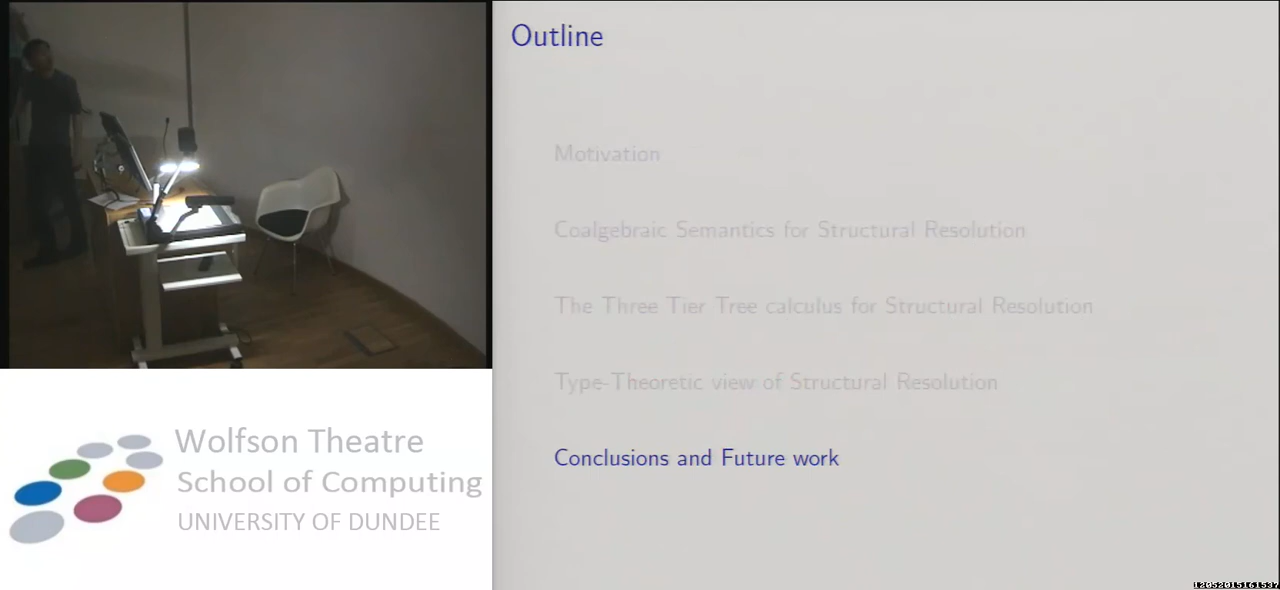 Outline
Motivation
Coalgebraic Semantics for Structural Resolution
The Three Tier Tree calculus for Structural Resolution
Type-Theoretic view of Structural Resolution
Conclusions and Future work
Wolfson Theatre
School of Computing
UNIVERSITY OF DUNDEE